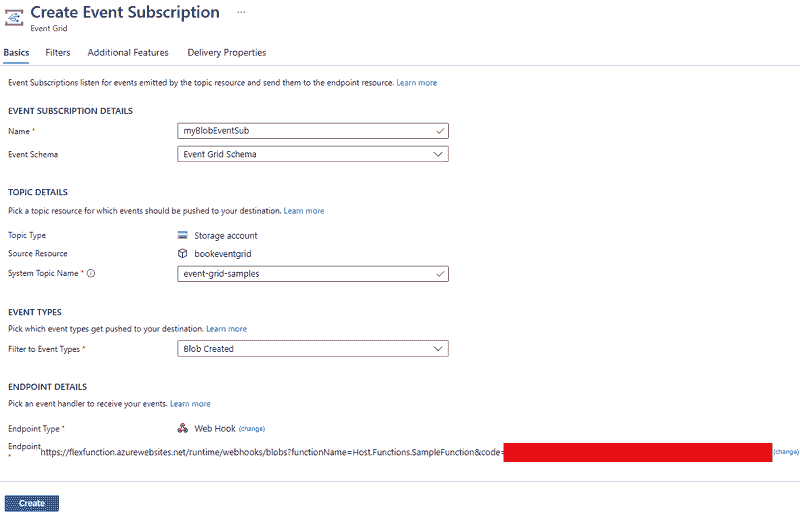 Create Event Subscription ...
Event Grid
Basics Filters Additional Features Delivery Properties
Event Subscriptions listen for events emitted by the topic resource and send them to the endpoint resource. Learn more
EVENT SUBSCRIPTION DETAILS
Name * myBlobEventSub
Event Schema Event Grid Schema
TOPIC DETAILS
Pick a topic resource for which events should be pushed to your destination. Learn more
Topic Type Storage account
Source Resource bookeventgrid
System Topic Name * event-grid-samples
EVENT TYPES
Pick which event types get pushed to your destination. Learn more
Filter to Event Types * Blob Created
ENDPOINT DETAILS
Pick an event handler to receive your events. Learn more
Endpoint Type * Web Hook (change)
Endpoint * https://flexfunction.azurewebsites.net/runtime/webhooks/blobs?functionName=Host.Functions.SampleFunction&code= (change)
Create